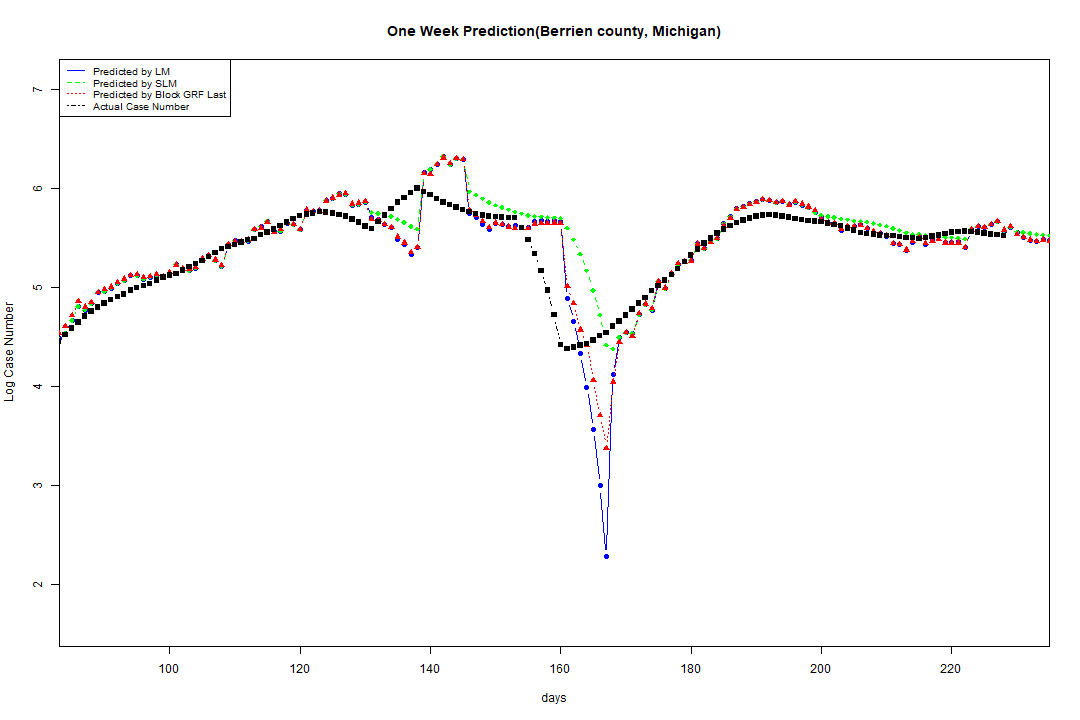 One Week Prediction(Berrien county, Michigan)
Predicted by LM
Predicted by SLM
Predicted by Block GRF Last
Actual Case Number
7
6
5
4
3
2
Log Case Number
100 120 140 160 180 200 220
days